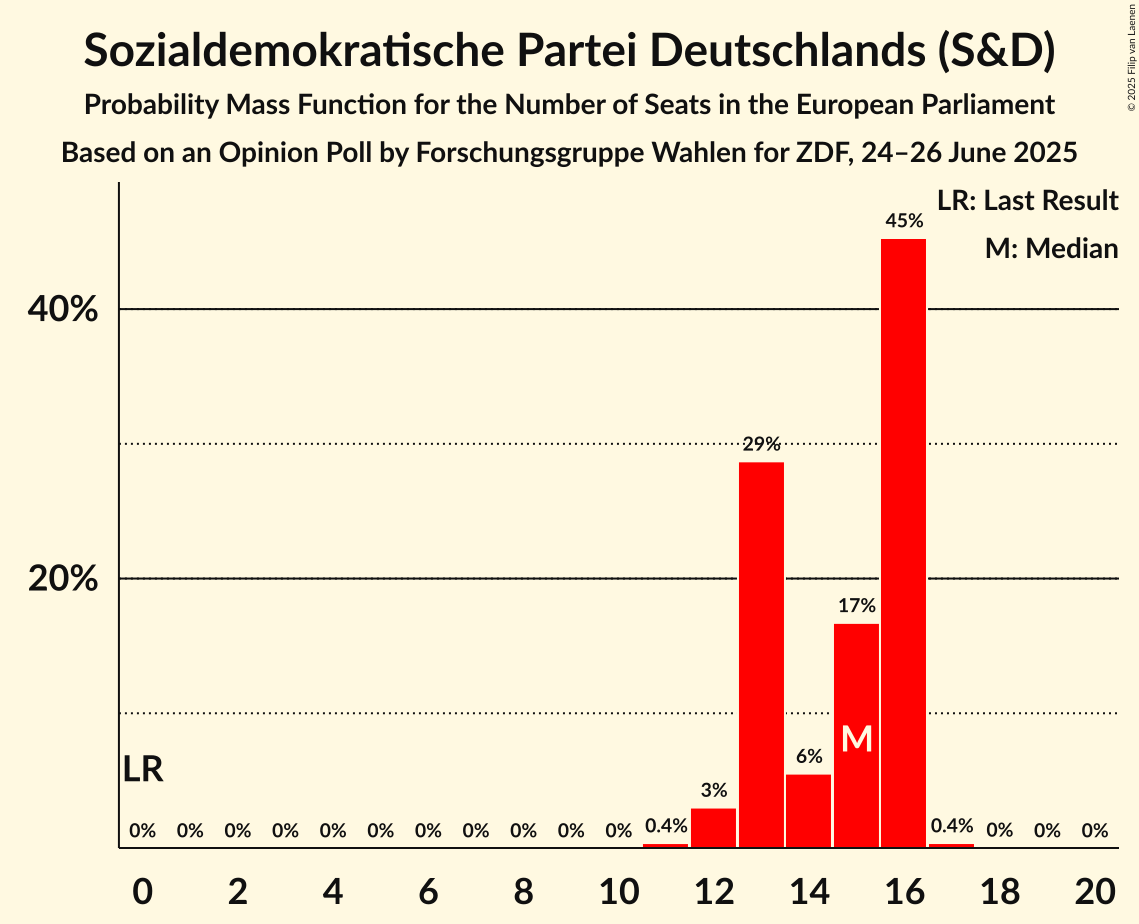 Sozialdemokratische Partei Deutschlands (S&D)
Probability Mass Function for the Number of Seats in the European Parliament
Based on an Opinion Poll by Forschungsgruppe Wahlen for ZDF, 24–26 June 2025
© 2025 Filip van Laenen
LR: Last Result
M: Median
45%
40%
29%
20%
17%
M
6%
LR
3%
0% 0% 0% 0% 0% 0% 0% 0% 0% 0% 0% 0.4% 0.4% 0% 0% 0%
0 2 4 6 8 10 12 14 16 18 20